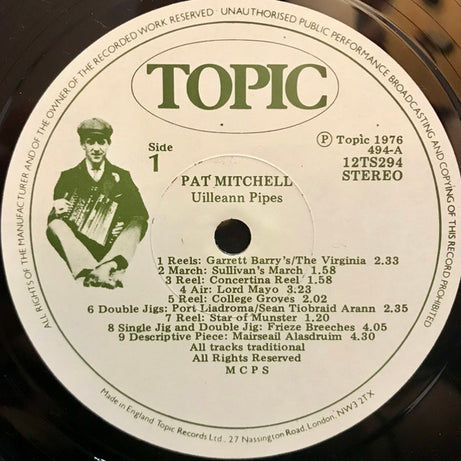 ALL RIGHTS OF THE MANUFACTURER AND OF THE OWNER OF THE RECORDED WORK RESERVED. UNAUTHORISED PUBLIC PERFORMANCE BROADCASTING AND COPYING OF THIS RECORD PROHIBITED
TOPIC
Side
1
Ⓟ Topic 1976
494-A
12TS294
STEREO
PAT MITCHELL
Uilleann Pipes
1 Reels: Garrett Barry's/The Virginia 2.33
2 March: Sullivan's March 1.58
3 Reel: Concertina Reel 1.58
4 Air: Lord Mayo 3.23
5 Reel: College Groves 2.02
6 Double Jigs: Port Liadroma/Sean Tiobraid Arann 2.35
7 Reel: Star of Munster 1.20
8 Single Jig and Double Jig: Frieze Breeches 4.05
9 Descriptive Piece: Mairseail Alasdruim 4.30
All tracks traditional
All Rights Reserved
M C P S
Made in England Topic Records Ltd., 27 Nassington Road, London, NW3 2TX